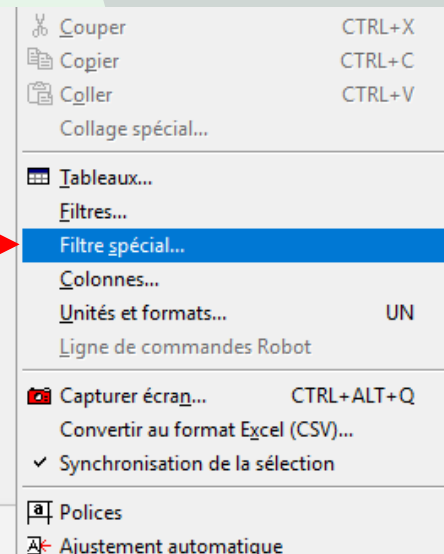 Couper CTRL+X
Copier CTRL+C
Coller CTRL+V
Collage spécial...
Tableaux...
Filtres...
Filtre spécial...
Colonnes...
Unités et formats... UN
Ligne de commandes Robot
Capturer écran... CTRL+ALT+Q
Convertir au format Excel (CSV)...
Synchronisation de la sélection
a Polices
A Ajustement automatique